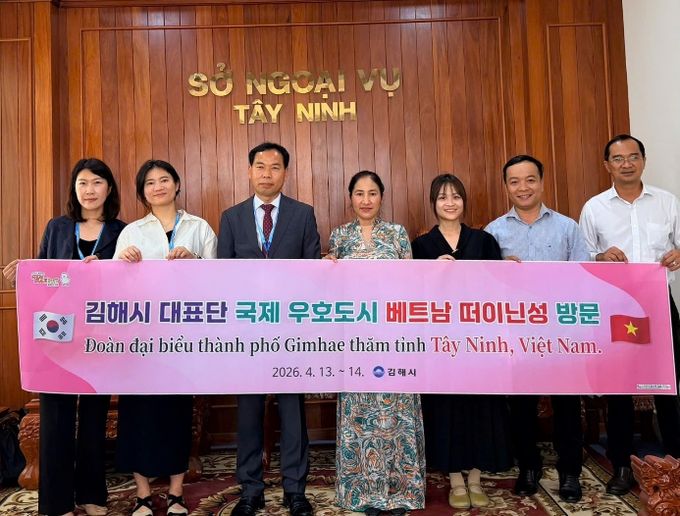 SỞ NGOẠI VỤ
TÂY NINH
김해시 대표단 국제 우호도시 베트남 떠이닌성 방문
Đoàn đại biểu thành phố Gimhae thăm tỉnh Tây Ninh, Việt Nam.
2026. 4. 13. ~ 14. 김해시